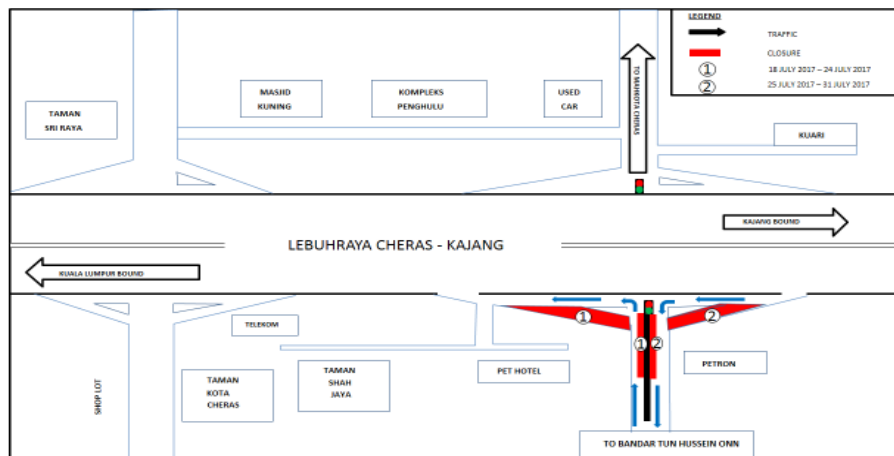 LEGEND
TRAFFIC
CLOSURE
1 18 JULY 2017 – 24 JULY 2017
2 25 JULY 2017 – 31 JULY 2017
TO MAHKOTA CHERAS
MASJID
KUNING
KOMPLEKS
PENGHULU
USED
CAR
TAMAN
SRI RAYA
KUARI
KAJANG BOUND
LEBUHRAYA CHERAS - KAJANG
KUALA LUMPUR BOUND
1
2
1
2
TELEKOM
SHOP LOT
TAMAN
KOTA
CHERAS
TAMAN
SHAH
JAYA
PET HOTEL
PETRON
TO BANDAR TUN HUSSEIN ONN